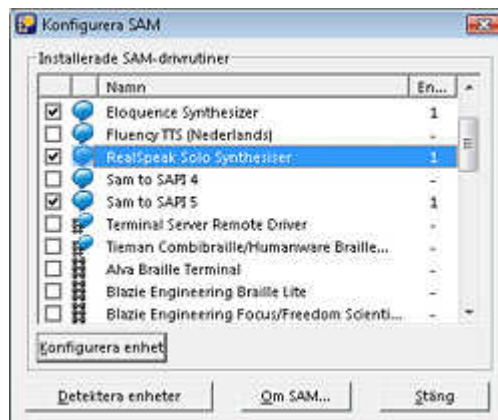 Konfigurera SAM
Installerade SAM-drivrutiner
Namn En...
Eloquence Synthesizer 1
Fluency TTS (Nederlands) -
RealSpeak Solo Synthesiser 1
Sam to SAPI 4 -
Sam to SAPI 5 1
Terminal Server Remote Driver -
Tieman Combibraille/Humanware Braille... -
Alva Braille Terminal -
Blazie Engineering Braille Lite -
Blazie Engineering Focus/Freedom Scienti... -
Konfigurera enhet
Detektera enheter Om SAM... Stäng